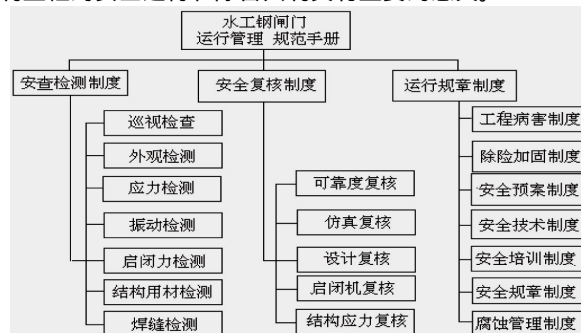 水工钢闸门
运行管理 规范手册
安查检测制度
安全复核制度
运行规章制度
巡视检查
外观检测
应力检测
振动检测
启闭力检测
结构用材检测
焊缝检测
可靠度复核
仿真复核
设计复核
启闭机复核
结构应力复核
工程病害制度
除险加固制度
安全预案制度
安全技术制度
安全培训制度
安全规章制度
腐蚀管理制度